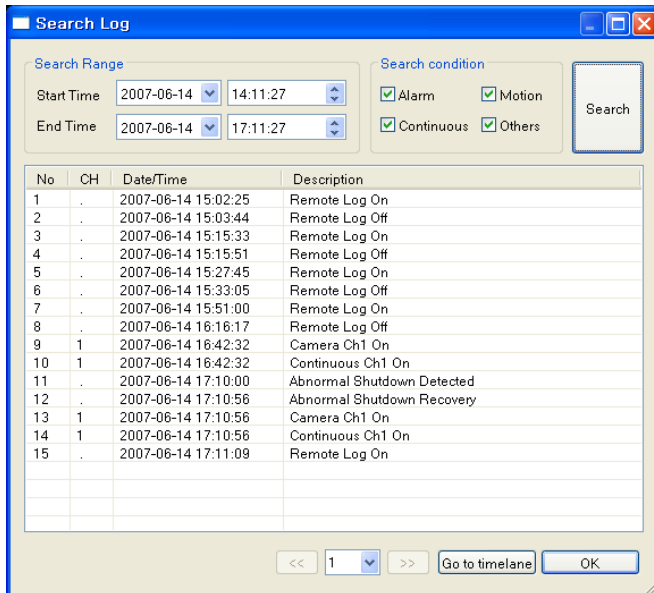 Search Log
Search Range
Start Time 2007-06-14 14:11:27
End Time 2007-06-14 17:11:27
Search condition
Alarm Motion
Continuous Others
Search
No CH Date/Time Description
1 . 2007-06-14 15:02:25 Remote Log On
2 . 2007-06-14 15:03:44 Remote Log Off
3 . 2007-06-14 15:15:33 Remote Log On
4 . 2007-06-14 15:15:51 Remote Log Off
5 . 2007-06-14 15:27:45 Remote Log On
6 . 2007-06-14 15:33:05 Remote Log Off
7 . 2007-06-14 15:51:00 Remote Log On
8 . 2007-06-14 16:16:17 Remote Log Off
9 1 2007-06-14 16:42:32 Camera Ch1 On
10 1 2007-06-14 16:42:32 Continuous Ch1 On
11 . 2007-06-14 17:10:00 Abnormal Shutdown Detected
12 . 2007-06-14 17:10:56 Abnormal Shutdown Recovery
13 1 2007-06-14 17:10:56 Camera Ch1 On
14 1 2007-06-14 17:10:56 Continuous Ch1 On
15 . 2007-06-14 17:11:09 Remote Log On
<< 1 >> Go to timelane OK